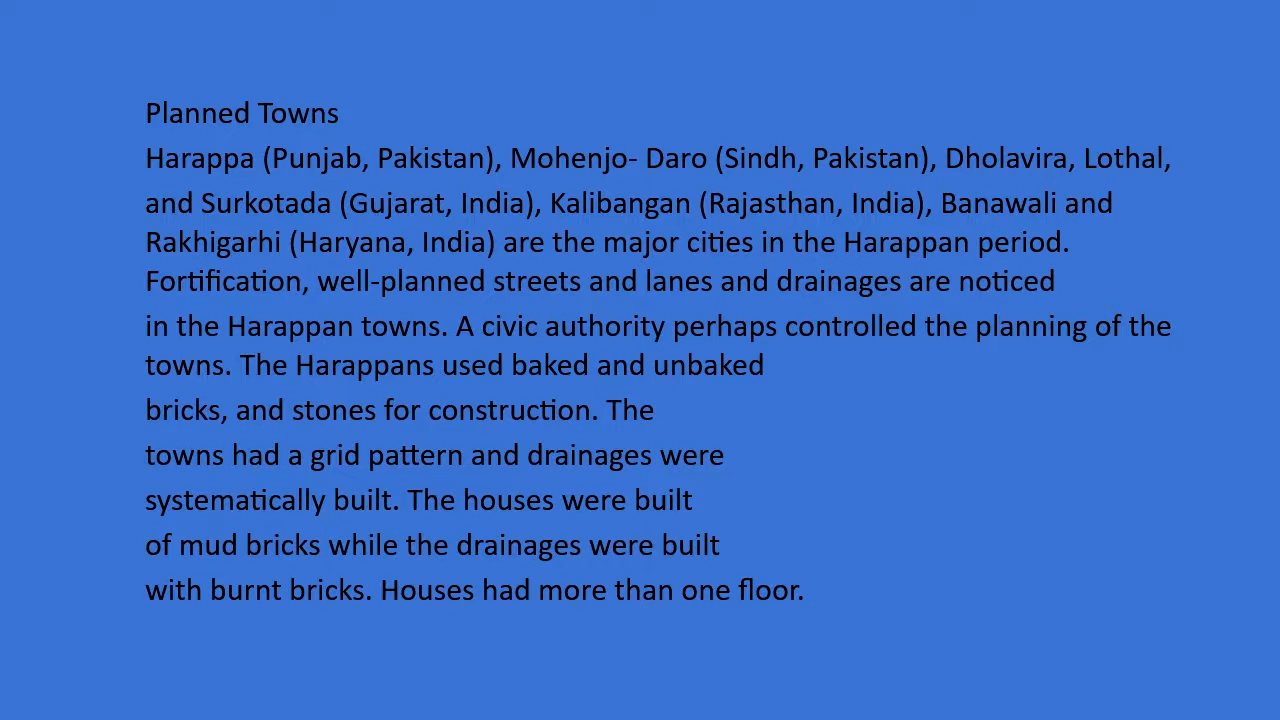 Planned Towns
Harappa (Punjab, Pakistan), Mohenjo- Daro (Sindh, Pakistan), Dholavira, Lothal,
and Surkotada (Gujarat, India), Kalibangan (Rajasthan, India), Banawali and
Rakhigarhi (Haryana, India) are the major cities in the Harappan period.
Fortification, well-planned streets and lanes and drainages are noticed
in the Harappan towns. A civic authority perhaps controlled the planning of the
towns. The Harappans used baked and unbaked
bricks, and stones for construction. The
towns had a grid pattern and drainages were
systematically built. The houses were built
of mud bricks while the drainages were built
with burnt bricks. Houses had more than one floor.